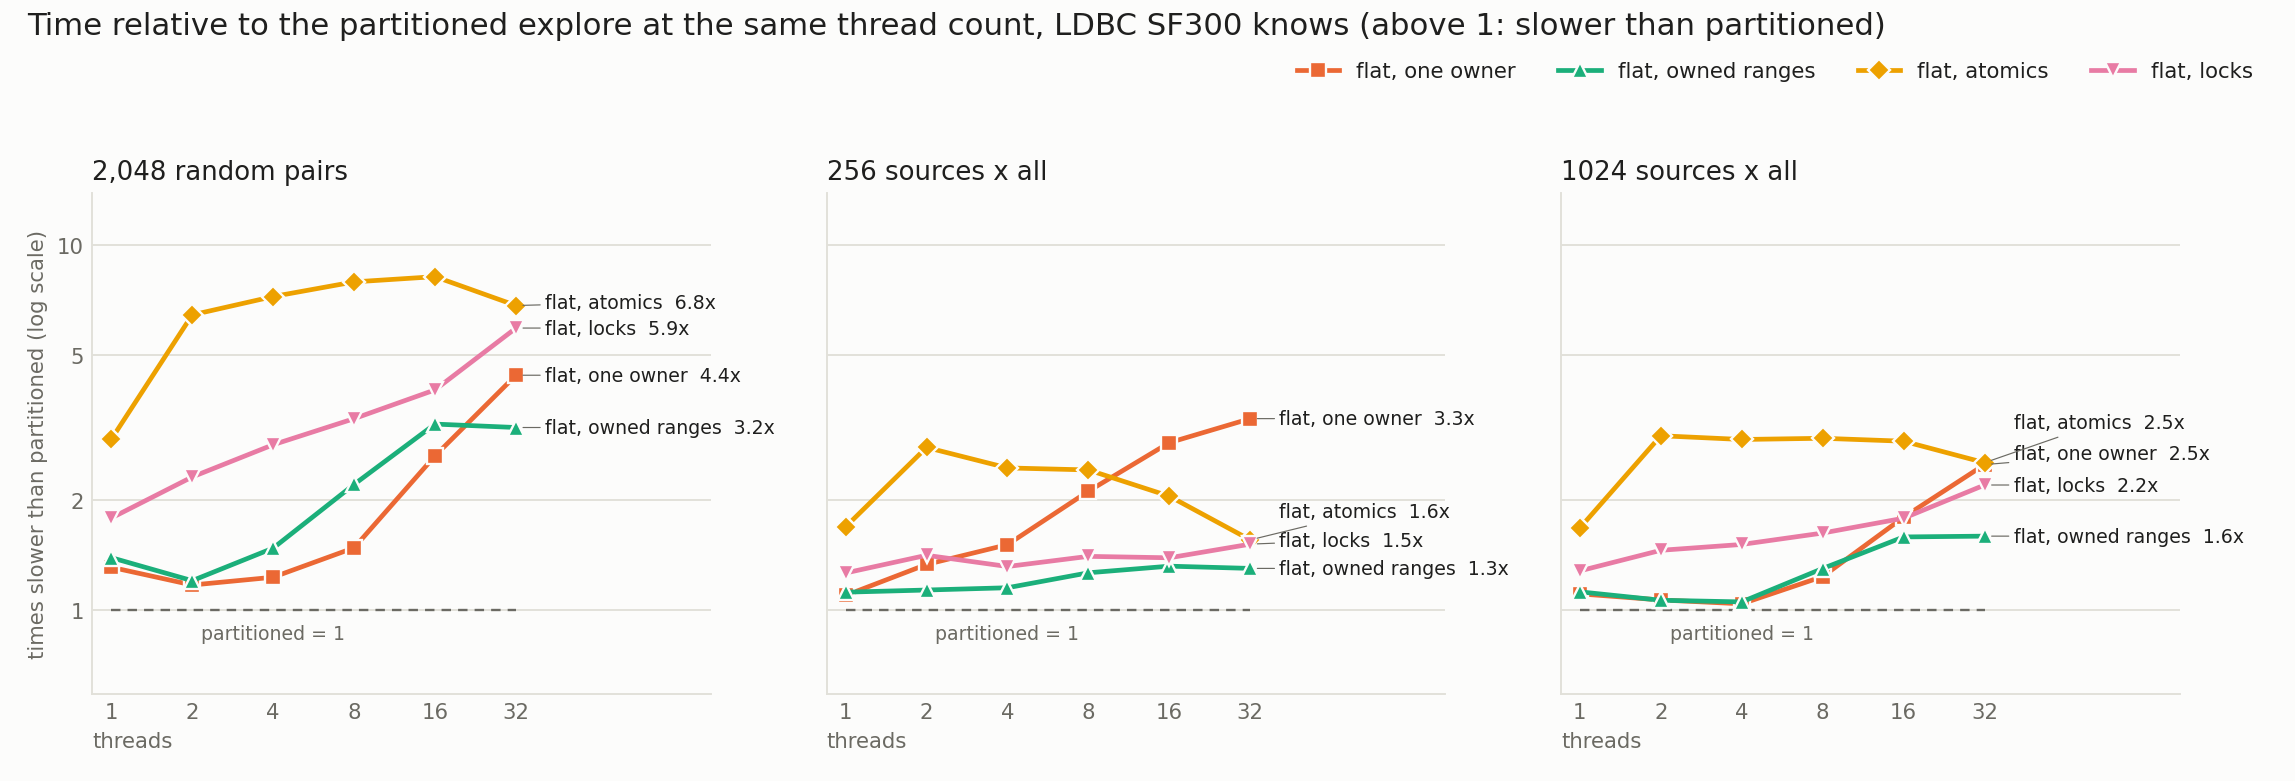 Time relative to the partitioned explore at the same thread count, LDBC SF300 knows (above 1: slower than partitioned)
flat, one owner
flat, owned ranges
flat, atomics
flat, locks
2,048 random pairs
times slower than partitioned (log scale)
10
5
2
1
flat, atomics 6.8x
flat, locks 5.9x
flat, one owner 4.4x
flat, owned ranges 3.2x
partitioned = 1
1 2 4 8 16 32
threads
256 sources x all
flat, one owner 3.3x
flat, atomics 1.6x
flat, locks 1.5x
flat, owned ranges 1.3x
partitioned = 1
1 2 4 8 16 32
threads
1024 sources x all
flat, atomics 2.5x
flat, one owner 2.5x
flat, locks 2.2x
flat, owned ranges 1.6x
partitioned = 1
1 2 4 8 16 32
threads